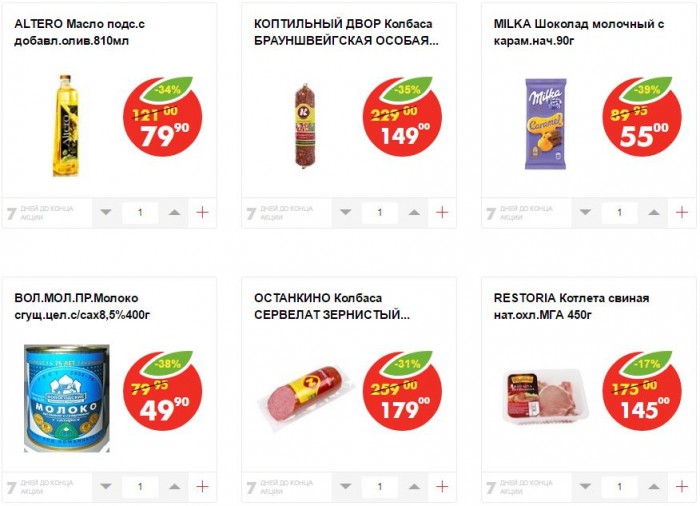 ALTERO Масло подс.с
добавл.олив.810мл
-34%
121 00
79 90
7 ДНЕЙ ДО КОНЦА
АКЦИИ
1
КОПТИЛЬНЫЙ ДВОР Колбаса
БРАУНШВЕЙГСКАЯ ОСОБАЯ...
-35%
229 00
149 00
7 ДНЕЙ ДО КОНЦА
АКЦИИ
1
MILKA Шоколад молочный с
карам.нач.90г
Milka
Caramel
-39%
89 95
55 00
7 ДНЕЙ ДО КОНЦА
АКЦИИ
1
ВОЛ.МОЛ.ПР.Молоко
сгущ.цел.с/сах8,5%400г
МОЛОКО
-38%
79 95
49 90
7 ДНЕЙ ДО КОНЦА
АКЦИИ
1
ОСТАНКИНО Колбаса
СЕРВЕЛАТ ЗЕРНИСТЫЙ...
-31%
259 00
179 00
7 ДНЕЙ ДО КОНЦА
АКЦИИ
1
RESTORIA Котлета свиная
нат.охл.МГА 450г
-17%
175 00
145 00
7 ДНЕЙ ДО КОНЦА
АКЦИИ
1